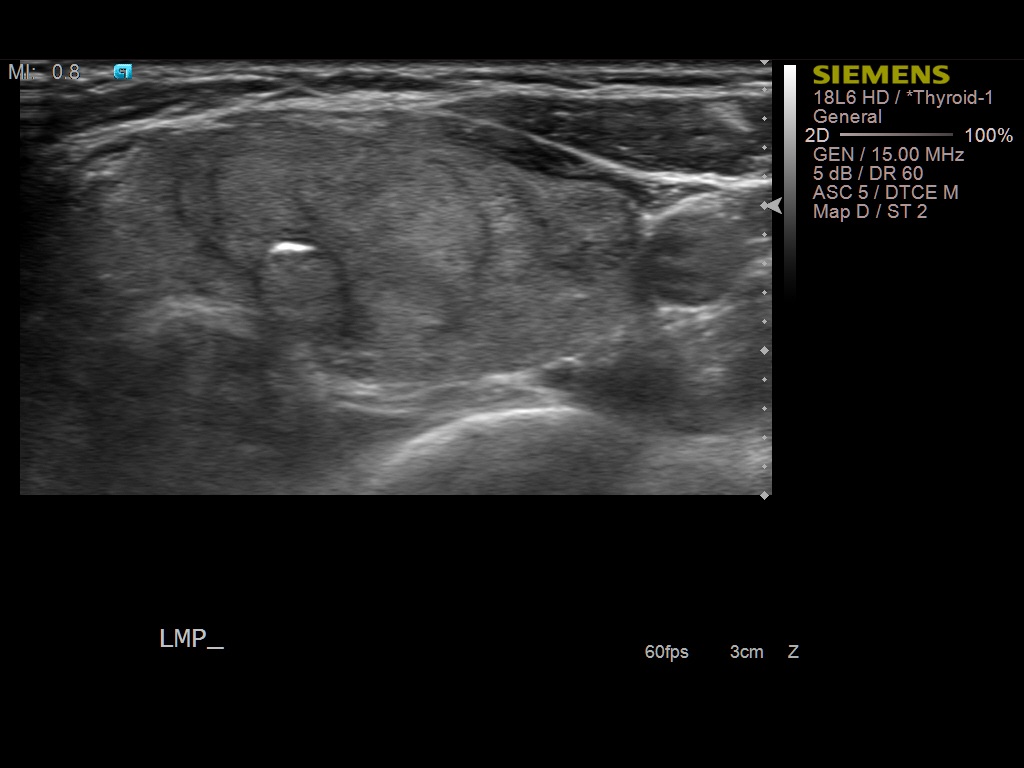 MI: 0.8
SIEMENS
18L6 HD / *Thyroid-1
General
2D 100%
GEN / 15.00 MHz
5 dB / DR 60
ASC 5 / DTCE M
Map D / ST 2
LMP_
60fps 3cm Z